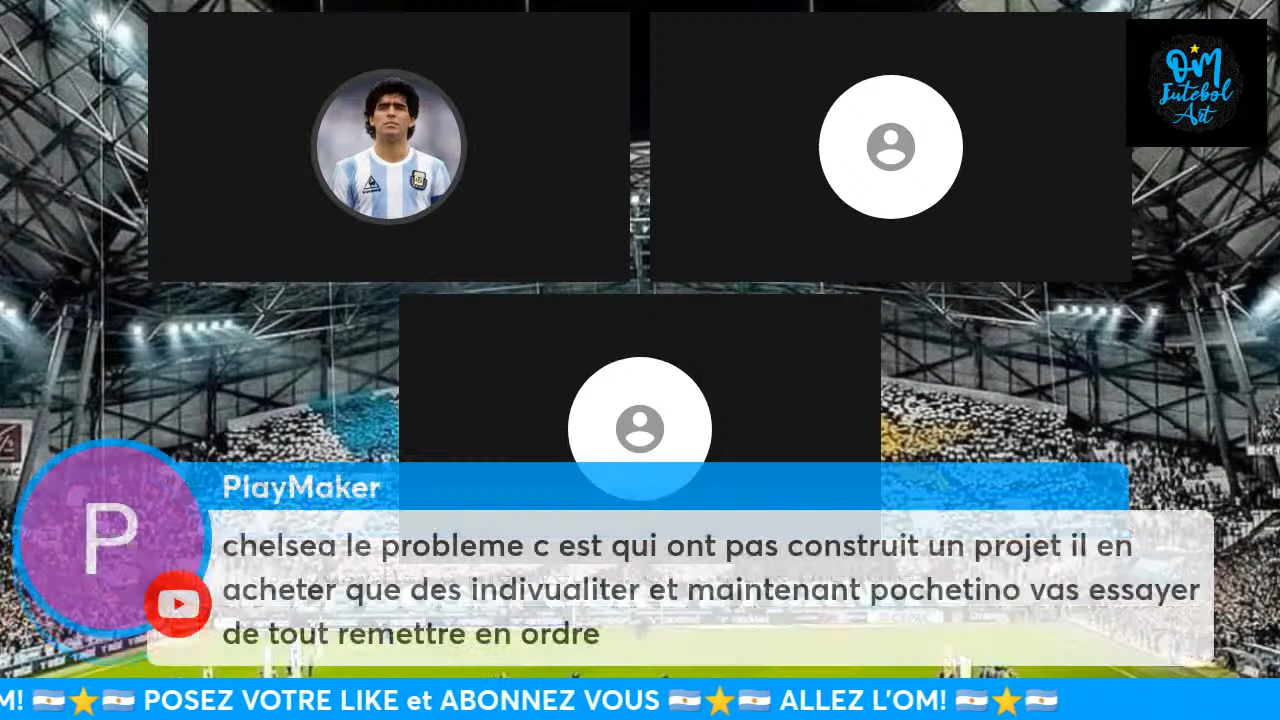 OM
Futebol
Art
PAC
P
PlayMaker
chelsea le probleme c est qui ont pas construit un projet il en
acheter que des indivualiter et maintenant pochetino vas essayer
de tout remettre en ordre
M! 🇦🇷⭐🇦🇷 POSEZ VOTRE LIKE et ABONNEZ VOUS 🇦🇷⭐🇦🇷 ALLEZ L'OM! 🇦🇷⭐🇦🇷